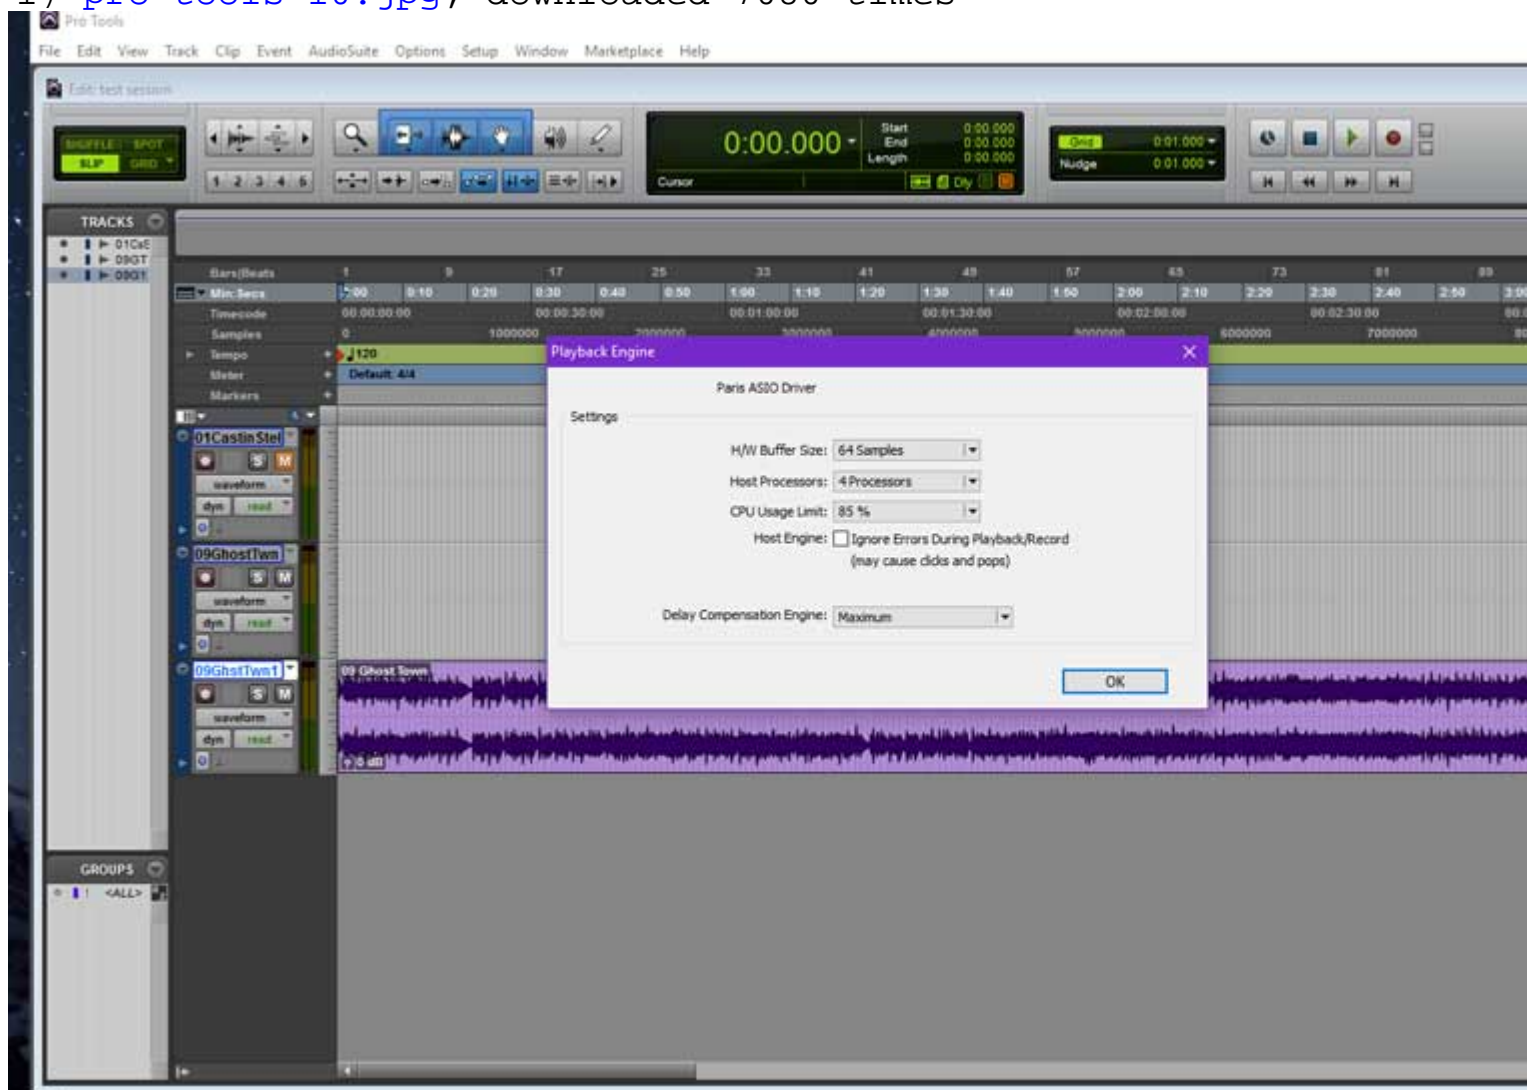 Pro Tools
File Edit View Track Clip Event AudioSuite Options Setup Window Marketplace Help
Edit: test session
SHUFFLE SPOT
SLIP GRID
1 2 3 4 5
0:00.000
Start 0:00.000
End 0:00.000
Length 0:00.000
Cursor
Dly
Grid 0:01.000
Nudge 0:01.000
TRACKS
09GT
Bars|Beats 1 9 17 25 33 41 49 57 65 73 81 89
Min:Secs 0:10 0:20 0:30 0:40 0:50 1:00 1:10 1:20 1:30 1:40 1:50 2:00 2:10 2:20 2:30 2:40 2:50
Timecode 00:00:00:00 00:00:30:00 00:01:00:00 00:01:30:00 00:02:00:00 00:02:30:00
Samples 0 1000000 2000000 3000000 4000000 5000000 6000000 7000000
Tempo 120
Meter Default: 4/4
Markers
Playback Engine
Paris ASIO Driver
Settings
H/W Buffer Size: 64 Samples
Host Processors: 4 Processors
CPU Usage Limit: 85 %
Host Engine: Ignore Errors During Playback/Record
(may cause clicks and pops)
Delay Compensation Engine: Maximum
OK
01CastinStel
S M
waveform
dyn read
09GhostTwn
S M
waveform
dyn read
09GhstTwn1
S M
waveform
dyn read
09 Ghost Town
0 dB
GROUPS
! <ALL>